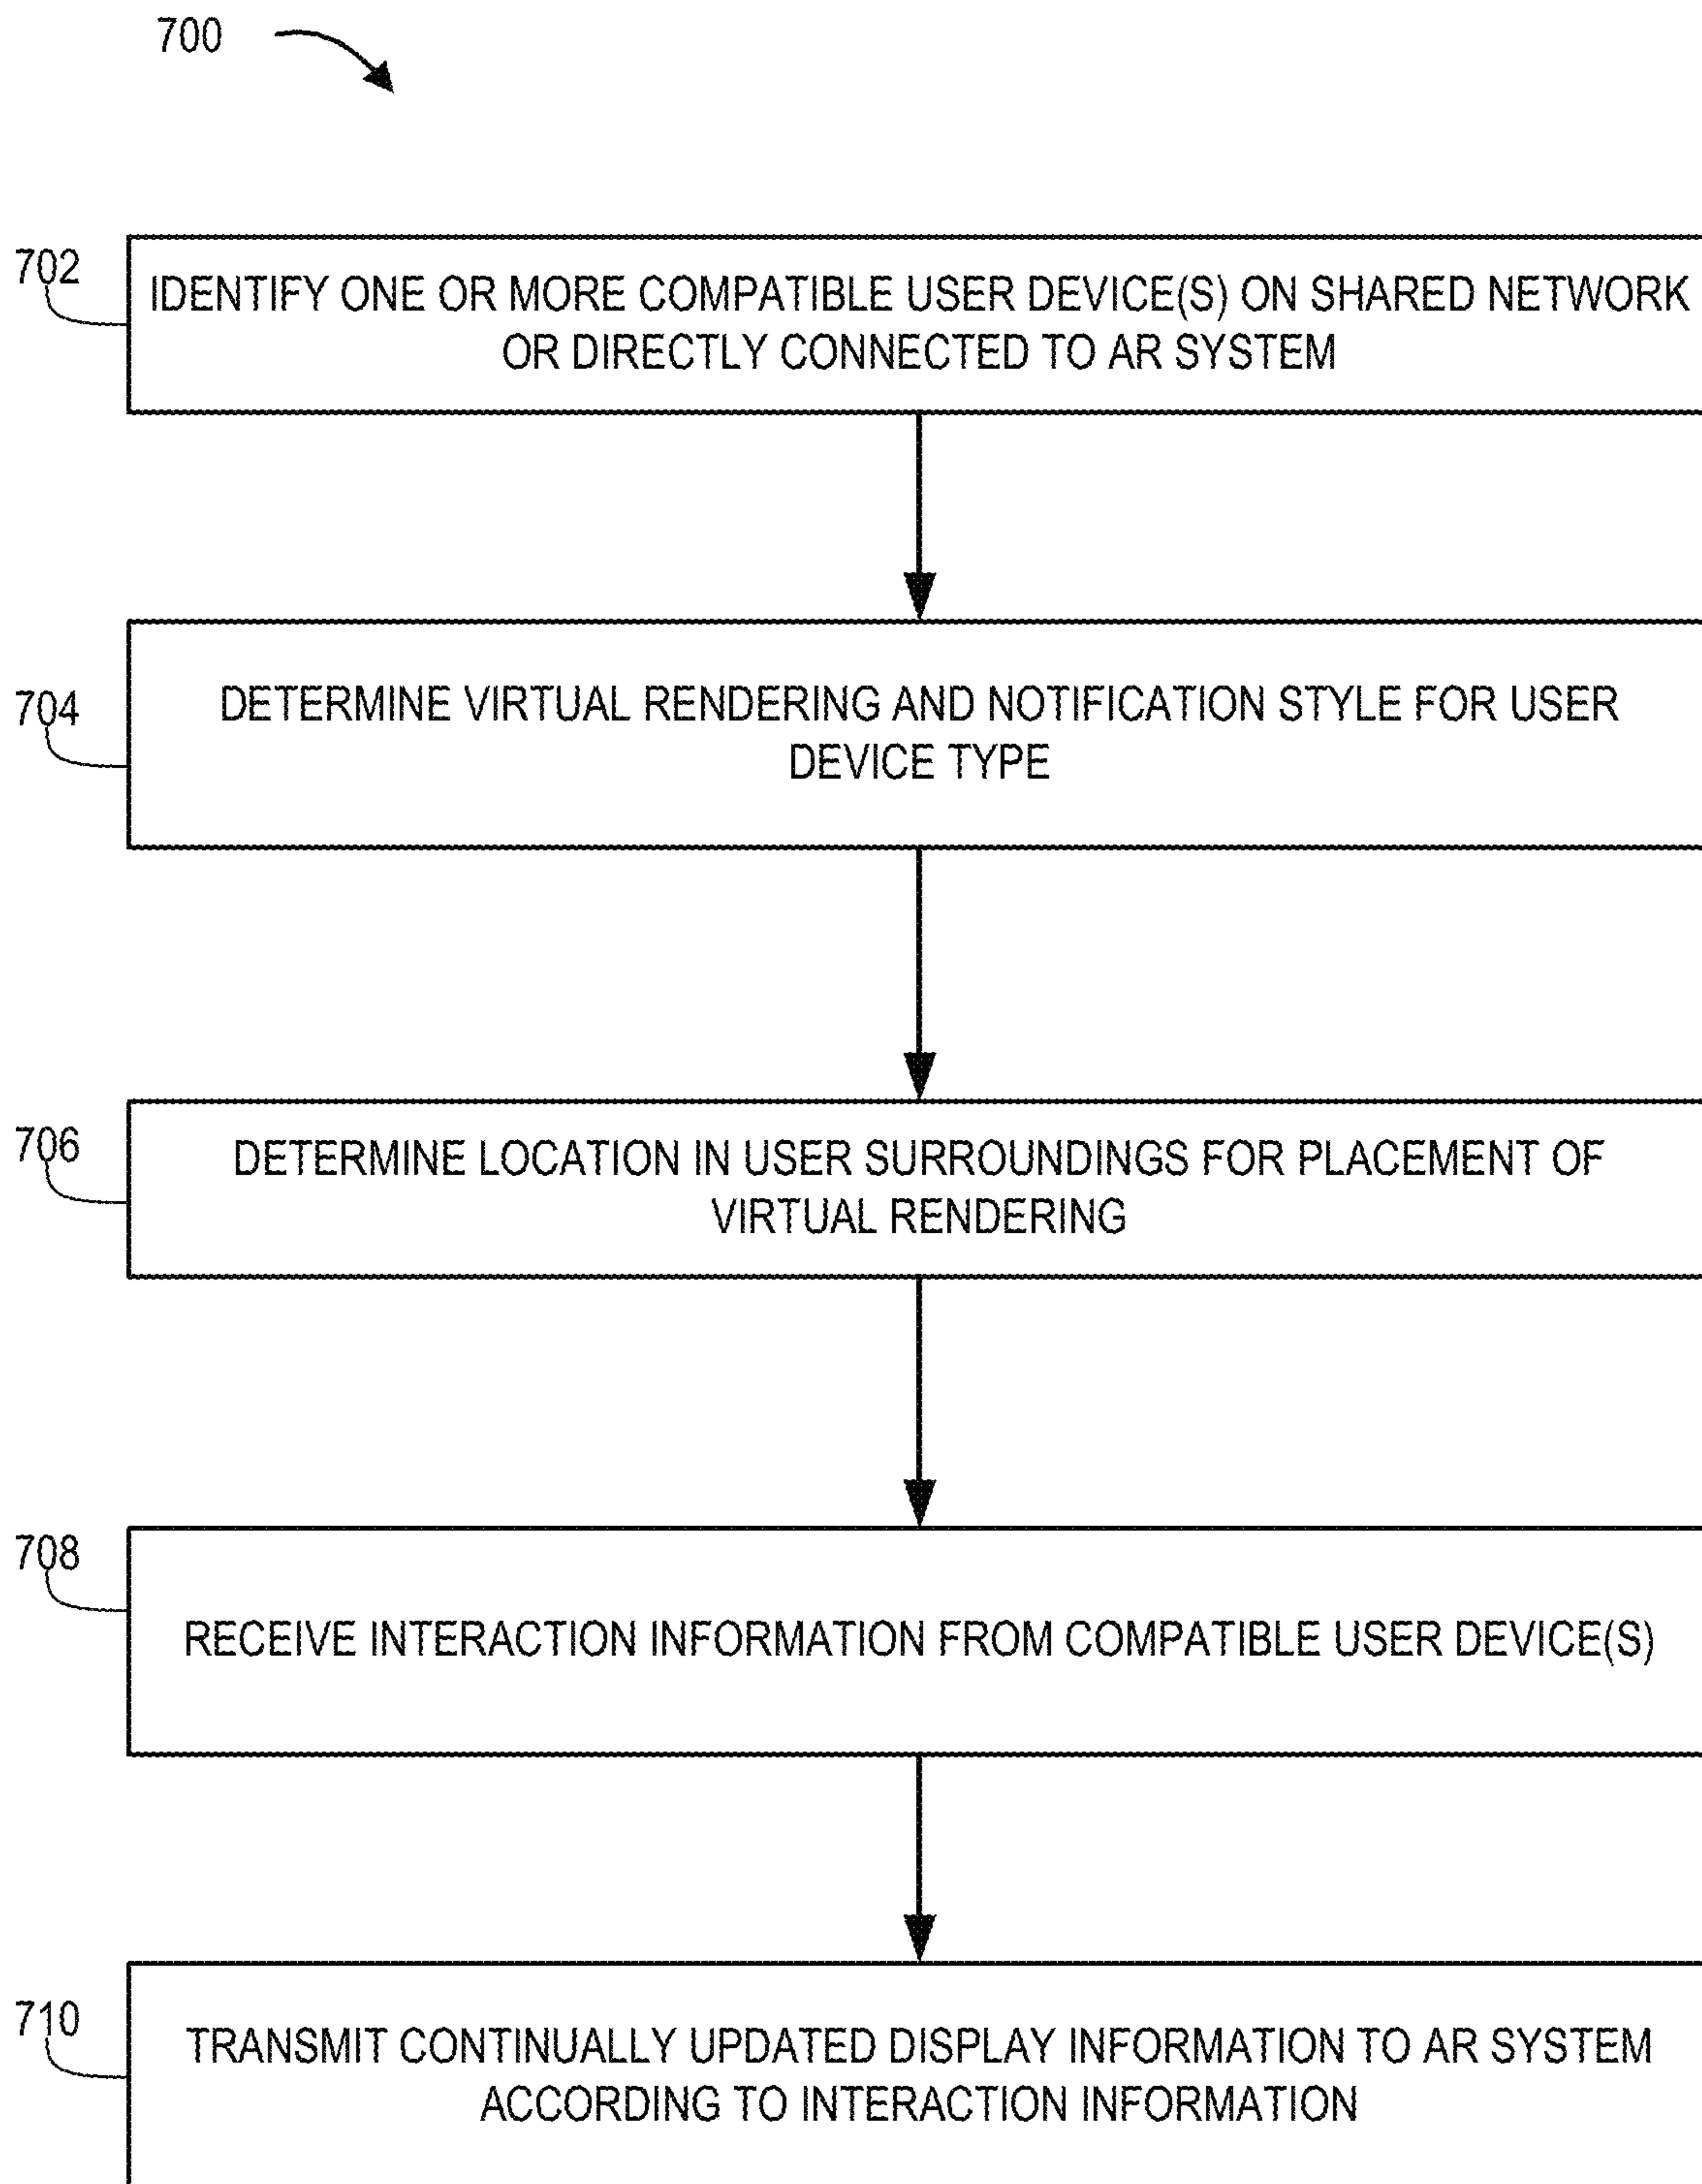 700
702
IDENTIFY ONE OR MORE COMPATIBLE USER DEVICE(S) ON SHARED NETWORK
OR DIRECTLY CONNECTED TO AR SYSTEM
704
DETERMINE VIRTUAL RENDERING AND NOTIFICATION STYLE FOR USER
DEVICE TYPE
706
DETERMINE LOCATION IN USER SURROUNDINGS FOR PLACEMENT OF
VIRTUAL RENDERING
708
RECEIVE INTERACTION INFORMATION FROM COMPATIBLE USER DEVICE(S)
710
TRANSMIT CONTINUALLY UPDATED DISPLAY INFORMATION TO AR SYSTEM
ACCORDING TO INTERACTION INFORMATION